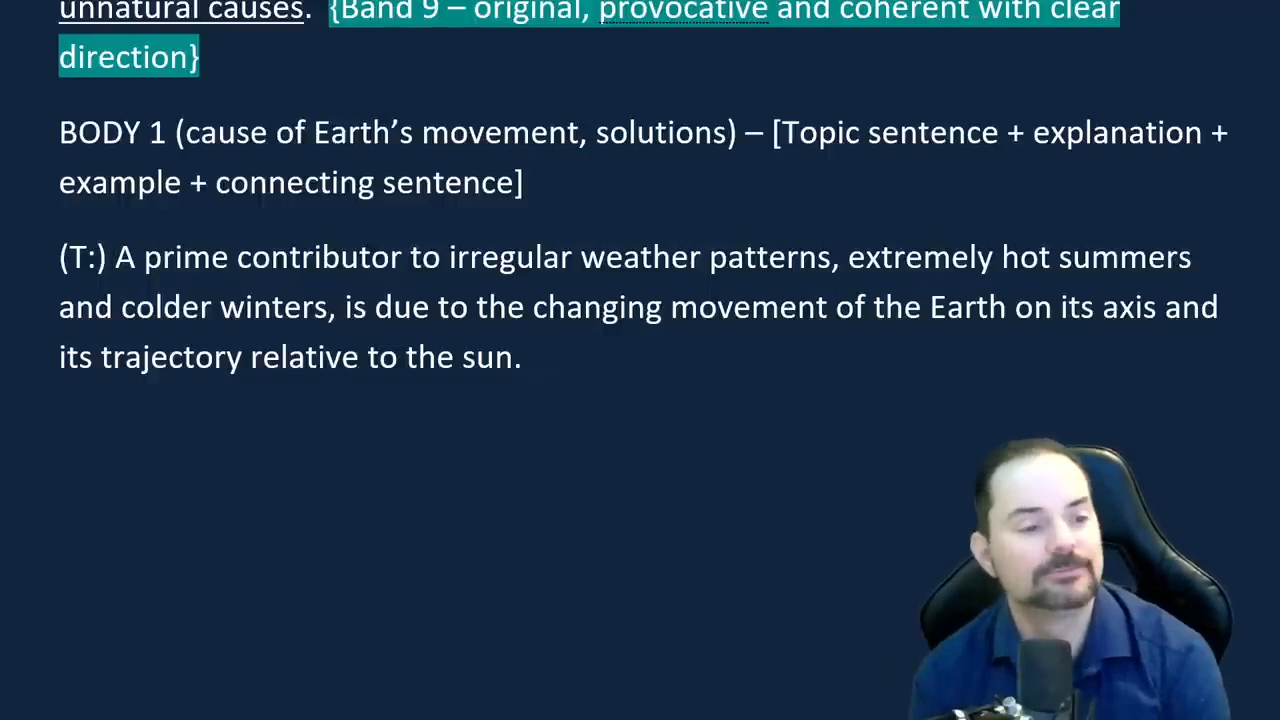 unnatural causes. {Band 9 – original, provocative and coherent with clear
direction}
BODY 1 (cause of Earth’s movement, solutions) – [Topic sentence + explanation +
example + connecting sentence]
(T:) A prime contributor to irregular weather patterns, extremely hot summers
and colder winters, is due to the changing movement of the Earth on its axis and
its trajectory relative to the sun.